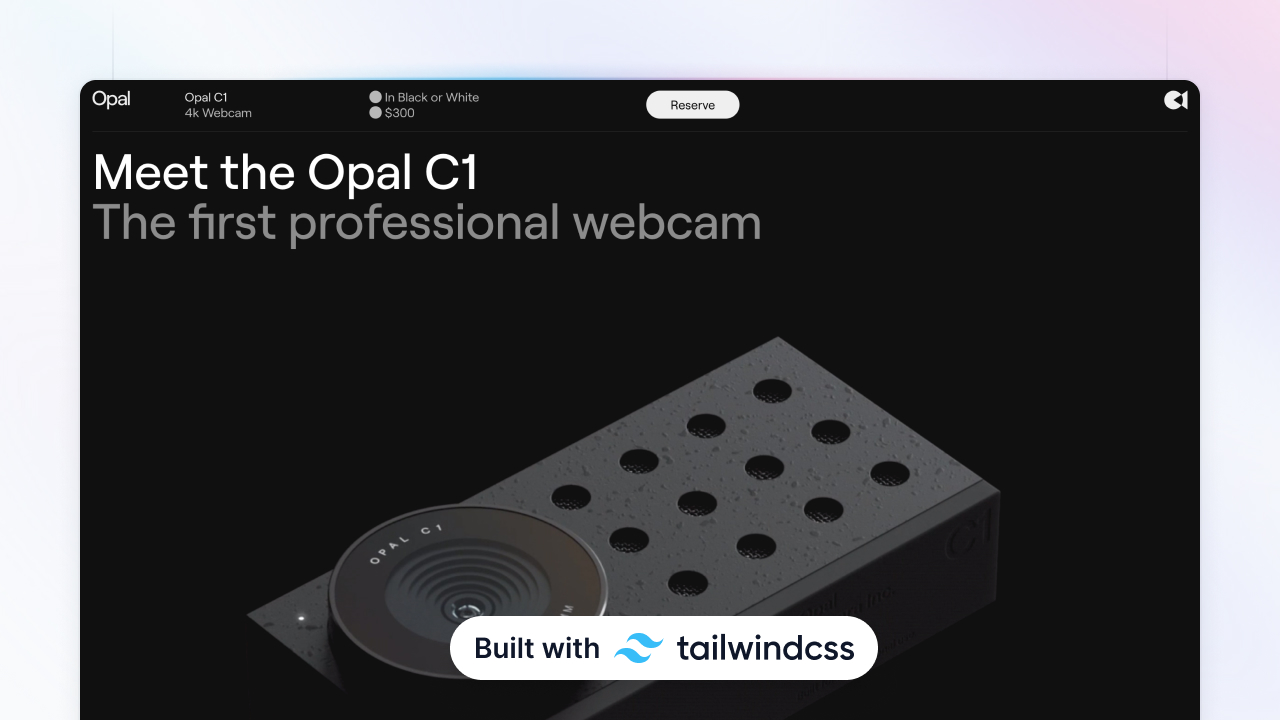 Opal
Opal C1
4k Webcam
In Black or White
$300
Reserve
Meet the Opal C1
The first professional webcam
OPAL C1
C1
Built with tailwindcss